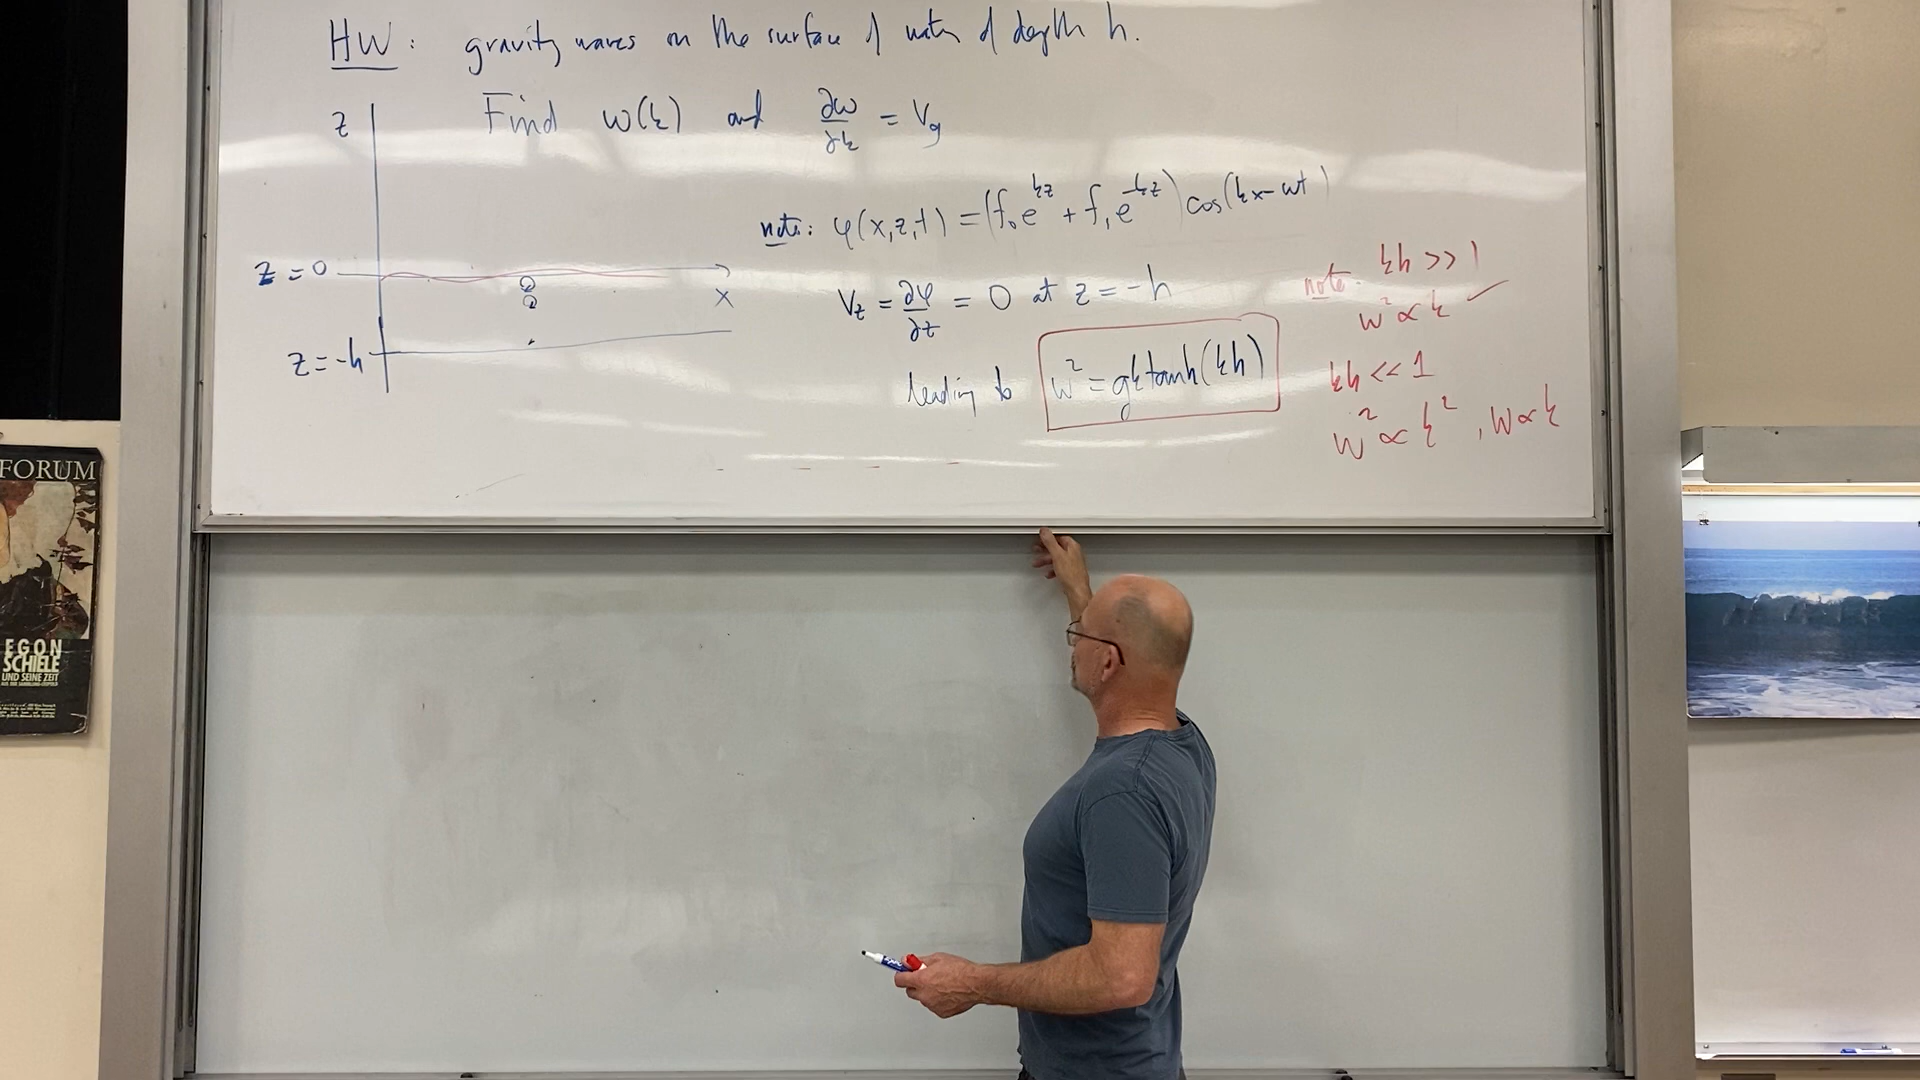 HW: gravity waves on the surface of water of depth h.
Find ω(k) and ∂ω/∂k = Vg
z
note: φ(x,z,t) = (f₀e^{kz} + f₁e^{-kz}) cos(kx-ωt)
z = 0
x
Vz = ∂φ/∂z = 0 at z = -h
z = -h
leading to ω² = gk tanh(kh)
note: kh >> 1
ω² ∝ k ✓
kh << 1
ω² ∝ k², ω ∝ k
FORUM
EGON
SCHIELE
UND SEINE ZEIT